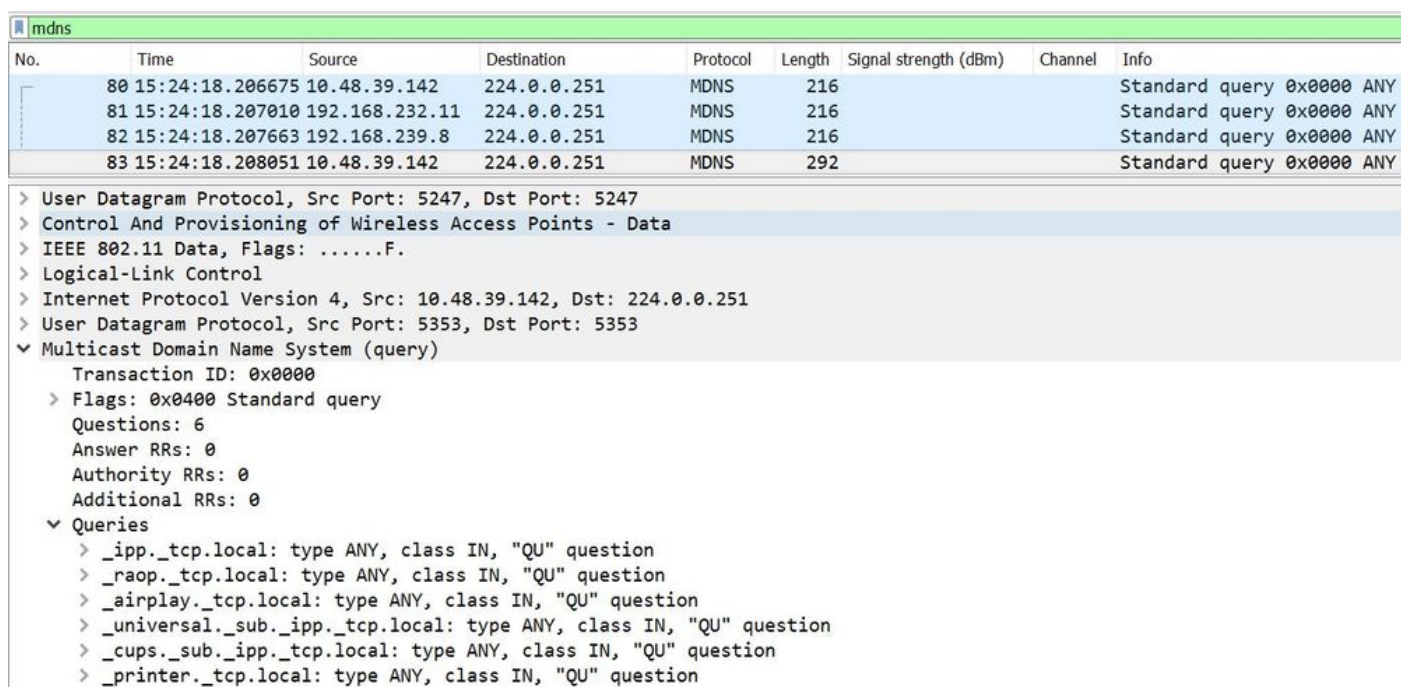 mdns
No. Time Source Destination Protocol Length Signal strength (dBm) Channel Info
80 15:24:18.206675 10.48.39.142 224.0.0.251 MDNS 216 Standard query 0x0000 ANY
81 15:24:18.207010 192.168.232.11 224.0.0.251 MDNS 216 Standard query 0x0000 ANY
82 15:24:18.207663 192.168.239.8 224.0.0.251 MDNS 216 Standard query 0x0000 ANY
83 15:24:18.208051 10.48.39.142 224.0.0.251 MDNS 292 Standard query 0x0000 ANY
> User Datagram Protocol, Src Port: 5247, Dst Port: 5247
> Control And Provisioning of Wireless Access Points - Data
> IEEE 802.11 Data, Flags: ......F.
> Logical-Link Control
> Internet Protocol Version 4, Src: 10.48.39.142, Dst: 224.0.0.251
> User Datagram Protocol, Src Port: 5353, Dst Port: 5353
Multicast Domain Name System (query)
Transaction ID: 0x0000
> Flags: 0x0400 Standard query
Questions: 6
Answer RRs: 0
Authority RRs: 0
Additional RRs: 0
Queries
> _ipp._tcp.local: type ANY, class IN, "QU" question
> _raop._tcp.local: type ANY, class IN, "QU" question
> _airplay._tcp.local: type ANY, class IN, "QU" question
> _universal._sub._ipp._tcp.local: type ANY, class IN, "QU" question
> _cups._sub._ipp._tcp.local: type ANY, class IN, "QU" question
> _printer._tcp.local: type ANY, class IN, "QU" question